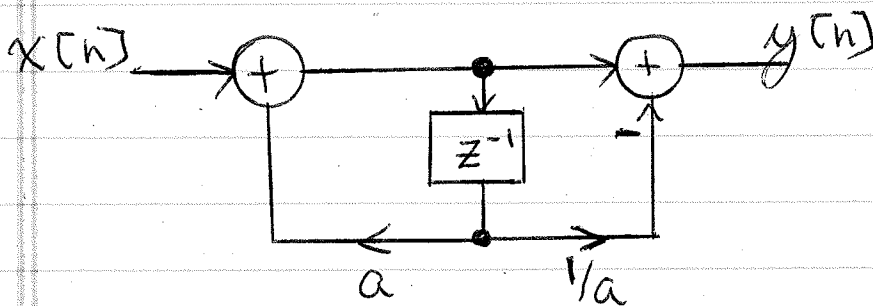 x[n]
+
+
y[n]
z⁻¹
-
a
1/a